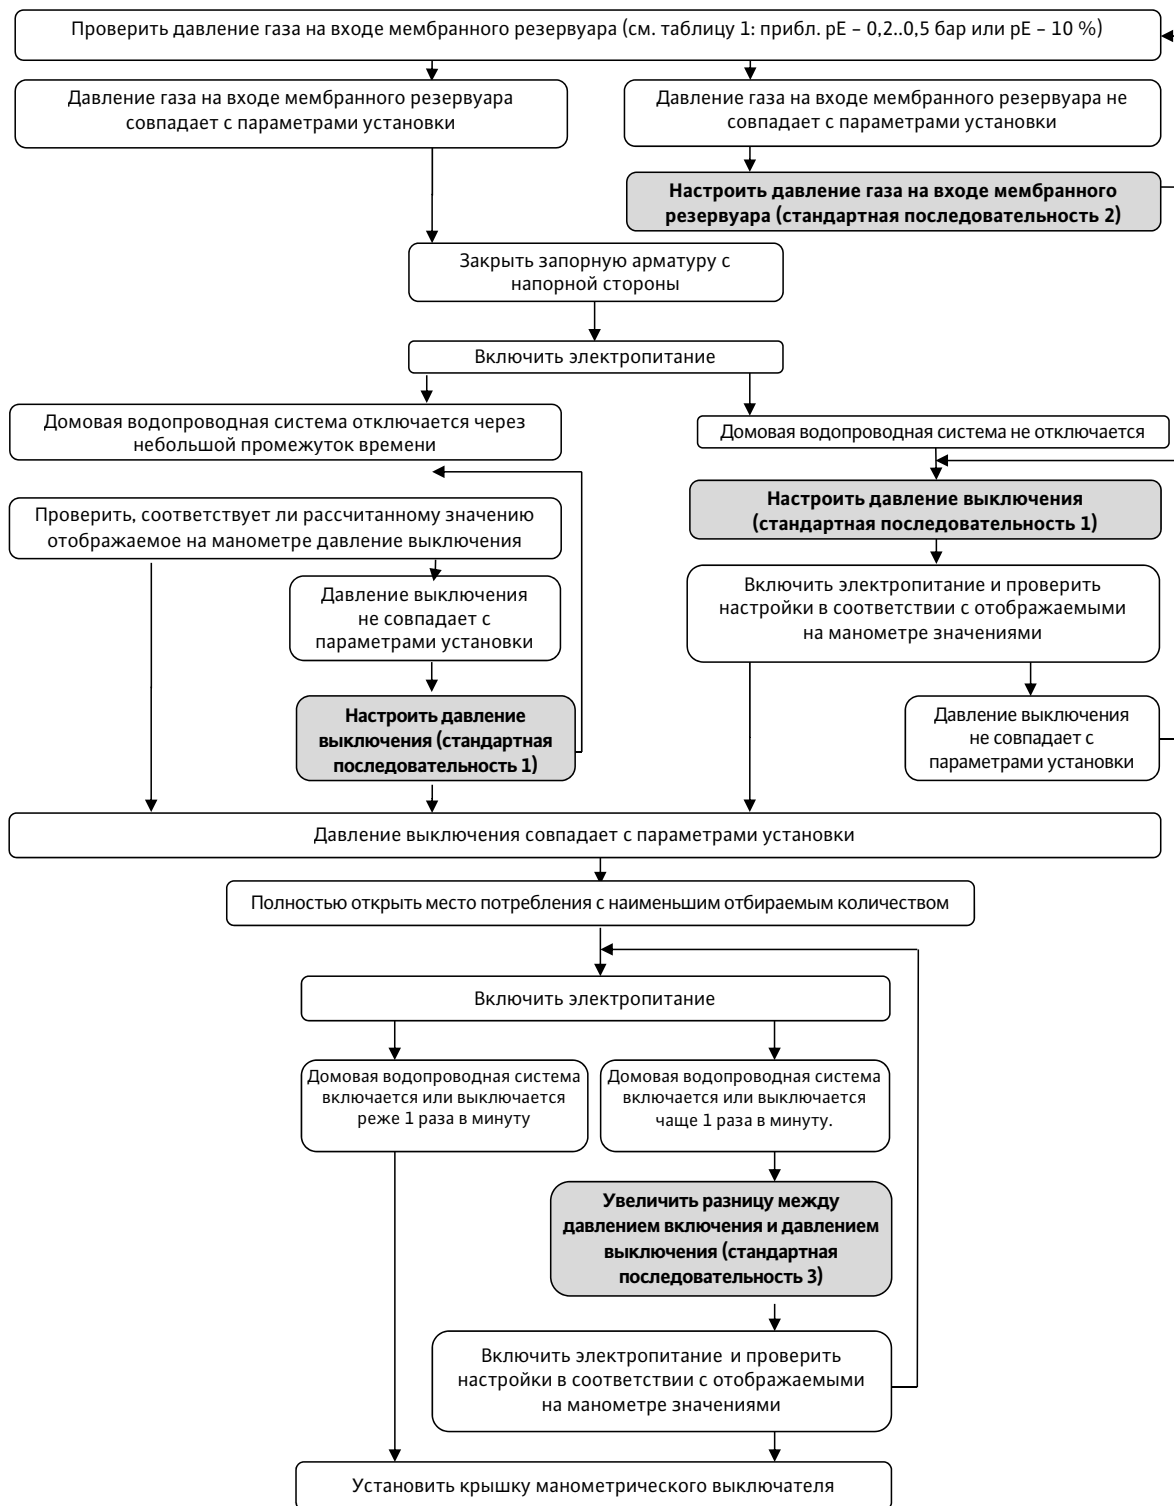 Проверить давление газа на входе мембранного резервуара (см. таблицу 1: прибл. pE – 0,2..0,5 бар или pE – 10 %)
Давление газа на входе мембранного резервуара
совпадает с параметрами установки
Давление газа на входе мембранного резервуара не
совпадает с параметрами установки
Настроить давление газа на входе мембранного
резервуара (стандартная последовательность 2)
Закрыть запорную арматуру с
напорной стороны
Включить электропитание
Домовая водопроводная система отключается через
небольшой промежуток времени
Домовая водопроводная система не отключается
Настроить давление выключения
(стандартная последовательность 1)
Проверить, соответствует ли рассчитанному значению
отображаемое на манометре давление выключения
Включить электропитание и проверить
настройки в соответствии с отображаемыми
на манометре значениями
Давление выключения
не совпадает с
параметрами установки
Настроить давление
выключения (стандартная
последовательность 1)
Давление выключения
не совпадает с
параметрами установки
Давление выключения совпадает с параметрами установки
Полностью открыть место потребления с наименьшим отбираемым количеством
Включить электропитание
Домовая водопроводная система
включается или выключается
реже 1 раза в минуту
Домовая водопроводная система
включается или выключается
чаще 1 раза в минуту.
Увеличить разницу между
давлением включения и давлением
выключения (стандартная
последовательность 3)
Включить электропитание и проверить
настройки в соответствии с отображаемыми
на манометре значениями
Установить крышку манометрического выключателя